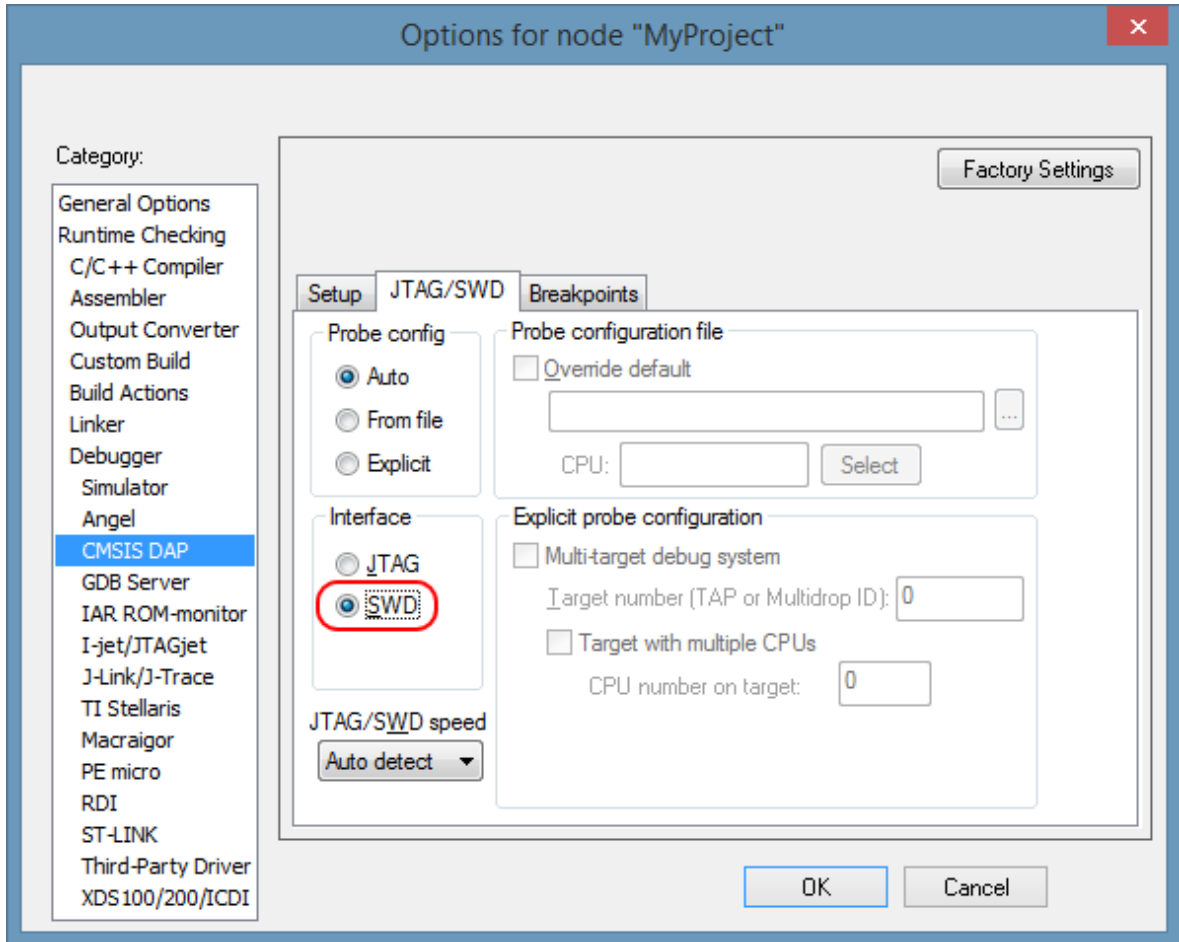 Options for node "MyProject"
Category:
General Options
Runtime Checking
C/C++ Compiler
Assembler
Output Converter
Custom Build
Build Actions
Linker
Debugger
Simulator
Angel
CMSIS DAP
GDB Server
IAR ROM-monitor
I-jet/JTAGjet
J-Link/J-Trace
TI Stellaris
Macraigor
PE micro
RDI
ST-LINK
Third-Party Driver
XDS100/200/ICDI
Factory Settings
Setup
JTAG/SWD
Breakpoints
Probe config
Auto
From file
Explicit
Probe configuration file
Override default
...
CPU:
Select
Interface
JTAG
SWD
JTAG/SWD speed
Auto detect
Explicit probe configuration
Multi-target debug system
Target number (TAP or Multidrop ID): 0
Target with multiple CPUs
CPU number on target: 0
OK
Cancel